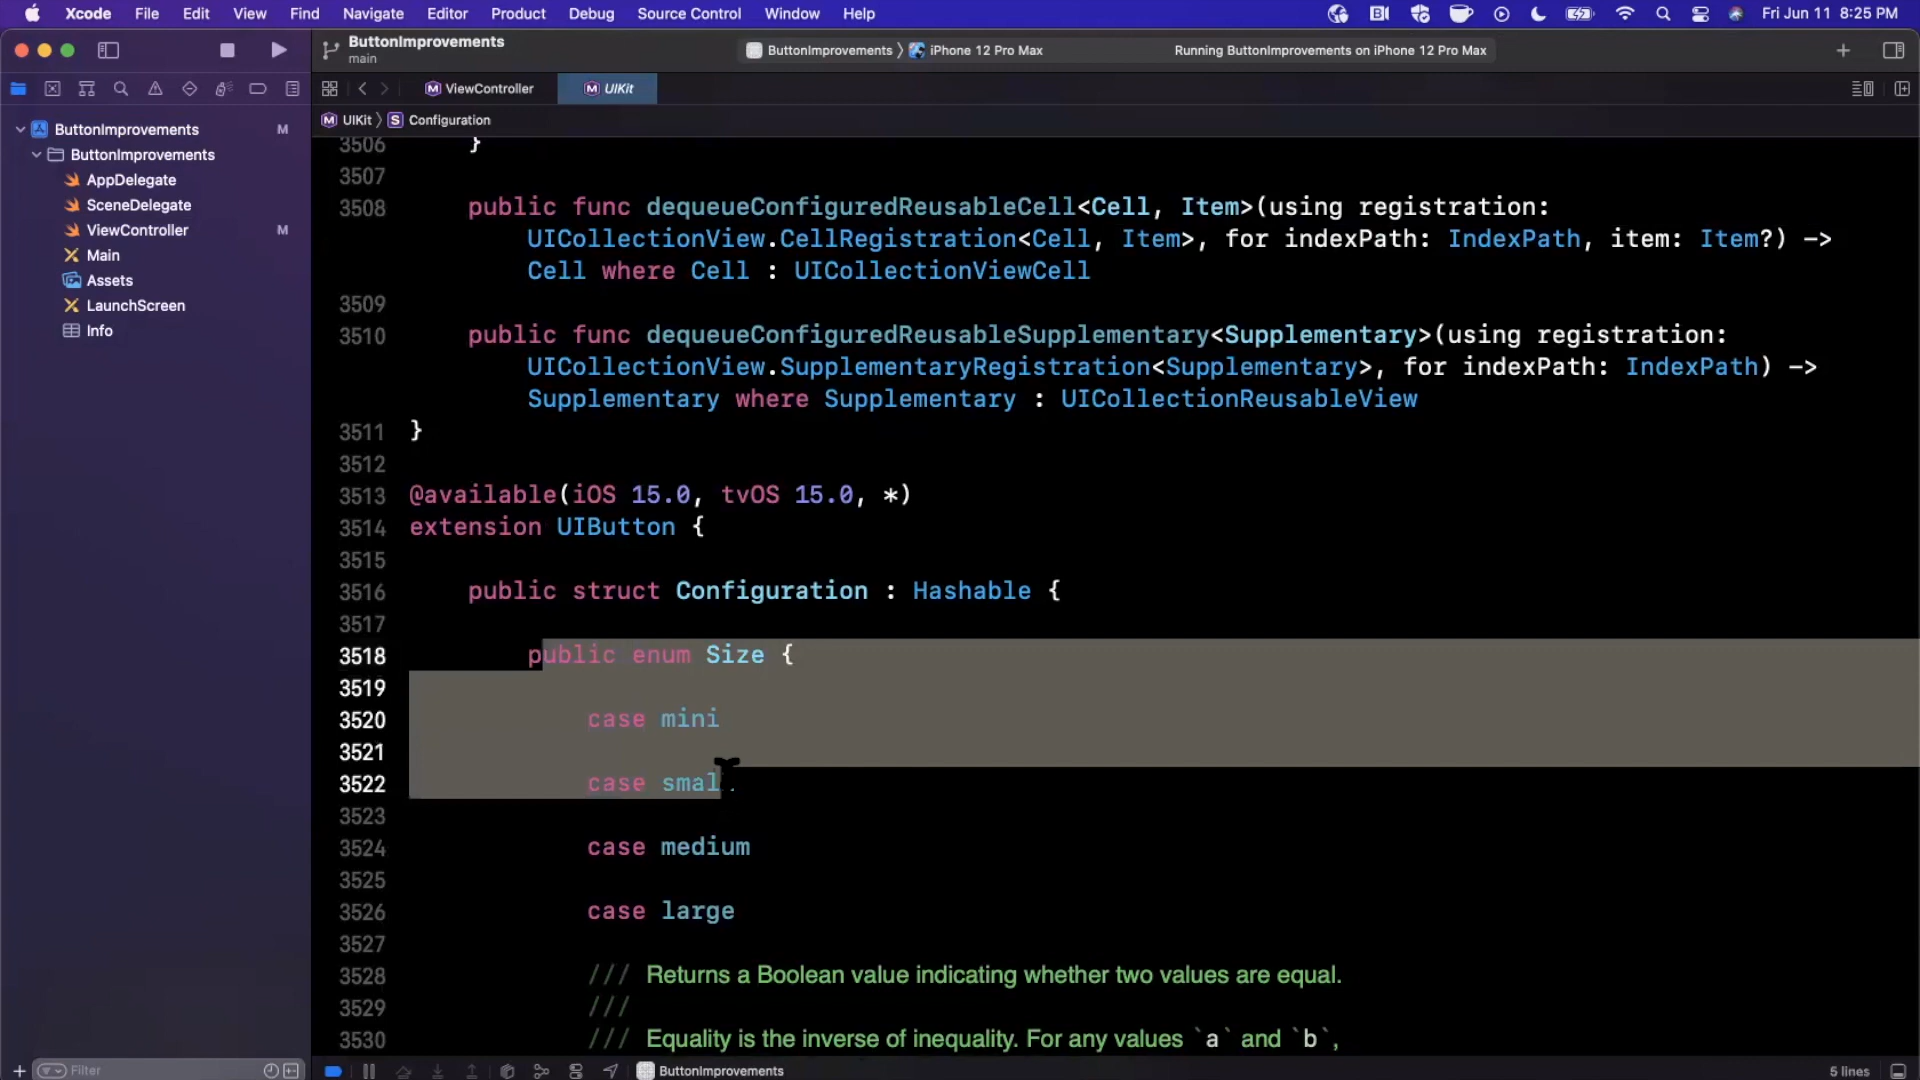 Xcode File Edit View Find Navigate Editor Product Debug Source Control Window Help Fri Jun 11 8:25 PM
ButtonImprovements
main
ButtonImprovements 〉 iPhone 12 Pro Max Running ButtonImprovements on iPhone 12 Pro Max
ViewController UIKit
UIKit 〉 S Configuration
ButtonImprovements M
ButtonImprovements
AppDelegate
SceneDelegate
ViewController M
Main
Assets
LaunchScreen
Info
3506 }
3507
3508 public func dequeueConfiguredReusableCell<Cell, Item>(using registration:
UICollectionView.CellRegistration<Cell, Item>, for indexPath: IndexPath, item: Item?) ->
Cell where Cell : UICollectionViewCell
3509
3510 public func dequeueConfiguredReusableSupplementary<Supplementary>(using registration:
UICollectionView.SupplementaryRegistration<Supplementary>, for indexPath: IndexPath) ->
Supplementary where Supplementary : UICollectionReusableView
3511 }
3512
3513 @available(iOS 15.0, tvOS 15.0, *)
3514 extension UIButton {
3515
3516 public struct Configuration : Hashable {
3517
3518 public enum Size {
3519
3520 case mini
3521
3522 case small
3523
3524 case medium
3525
3526 case large
3527
3528 /// Returns a Boolean value indicating whether two values are equal.
3529 ///
3530 /// Equality is the inverse of inequality. For any values `a` and `b`,
Filter ButtonImprovements 5 lines